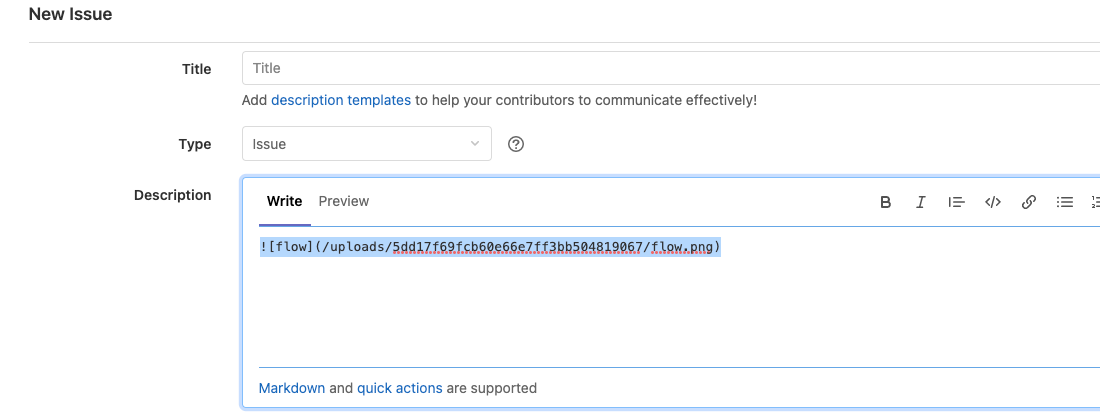 New Issue
Title
Title
Add description templates to help your contributors to communicate effectively!
Type
Issue
Description
Write Preview
![flow](/uploads/5dd17f69fcb60e66e7ff3bb504819067/flow.png)
Markdown and quick actions are supported